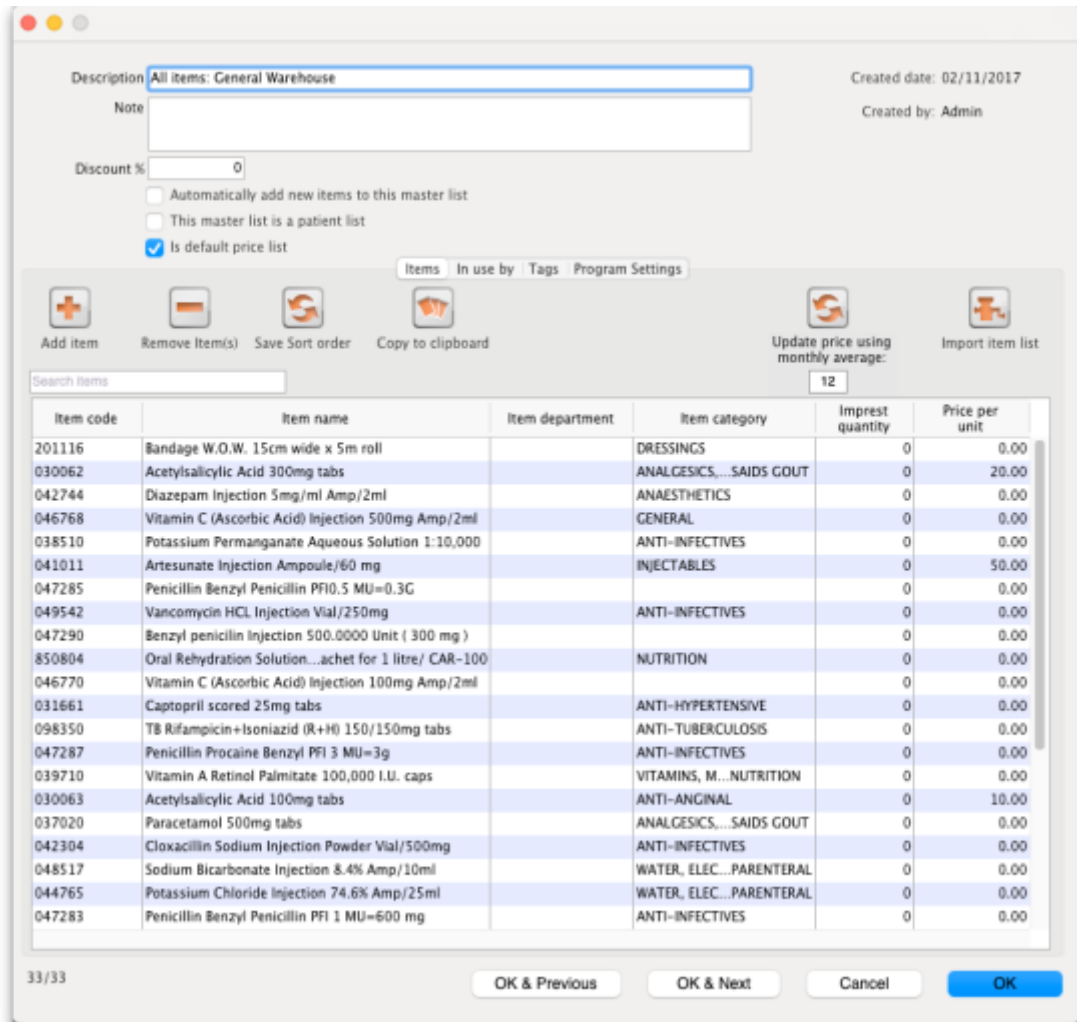 Description All items: General Warehouse Created date: 02/11/2017
Note Created by: Admin
Discount % 0
Automatically add new items to this master list
This master list is a patient list
Is default price list
Items In use by Tags Program Settings
Add item Remove Item(s) Save Sort order Copy to clipboard Update price using monthly average: Import item list
Search Items 12
Item code Item name Item department Item category Imprest quantity Price per unit
201116 Bandage W.O.W. 15cm wide x 5m roll DRESSINGS 0 0.00
030062 Acetylsalicylic Acid 300mg tabs ANALGESICS,...SAIDS GOUT 0 20.00
042744 Diazepam Injection 5mg/ml Amp/2ml ANAESTHETICS 0 0.00
046768 Vitamin C (Ascorbic Acid) Injection 500mg Amp/2ml GENERAL 0 0.00
038510 Potassium Permanganate Aqueous Solution 1:10,000 ANTI-INFECTIVES 0 0.00
041011 Artesunate Injection Ampoule/60 mg INJECTABLES 0 50.00
047285 Penicillin Benzyl Penicillin PFI0.5 MU=0.3G 0 0.00
049542 Vancomycin HCL Injection Vial/250mg ANTI-INFECTIVES 0 0.00
047290 Benzyl penicilin Injection 500.0000 Unit ( 300 mg ) 0 0.00
850804 Oral Rehydration Solution...achet for 1 litre/ CAR-100 NUTRITION 0 0.00
046770 Vitamin C (Ascorbic Acid) Injection 100mg Amp/2ml 0 0.00
031661 Captopril scored 25mg tabs ANTI-HYPERTENSIVE 0 0.00
098350 TB Rifampicin+Isoniazid (R+H) 150/150mg tabs ANTI-TUBERCULOSIS 0 0.00
047287 Penicillin Procaine Benzyl PFI 3 MU=3g ANTI-INFECTIVES 0 0.00
039710 Vitamin A Retinol Palmitate 100,000 I.U. caps VITAMINS, M...NUTRITION 0 0.00
030063 Acetylsalicylic Acid 100mg tabs ANTI-ANGINAL 0 10.00
037020 Paracetamol 500mg tabs ANALGESICS,...SAIDS GOUT 0 0.00
042304 Cloxacillin Sodium Injection Powder Vial/500mg ANTI-INFECTIVES 0 0.00
048517 Sodium Bicarbonate Injection 8.4% Amp/10ml WATER, ELEC...PARENTERAL 0 0.00
044765 Potassium Chloride Injection 74.6% Amp/25ml WATER, ELEC...PARENTERAL 0 0.00
047283 Penicillin Benzyl Penicillin PFI 1 MU=600 mg ANTI-INFECTIVES 0 0.00
33/33 OK & Previous OK & Next Cancel OK